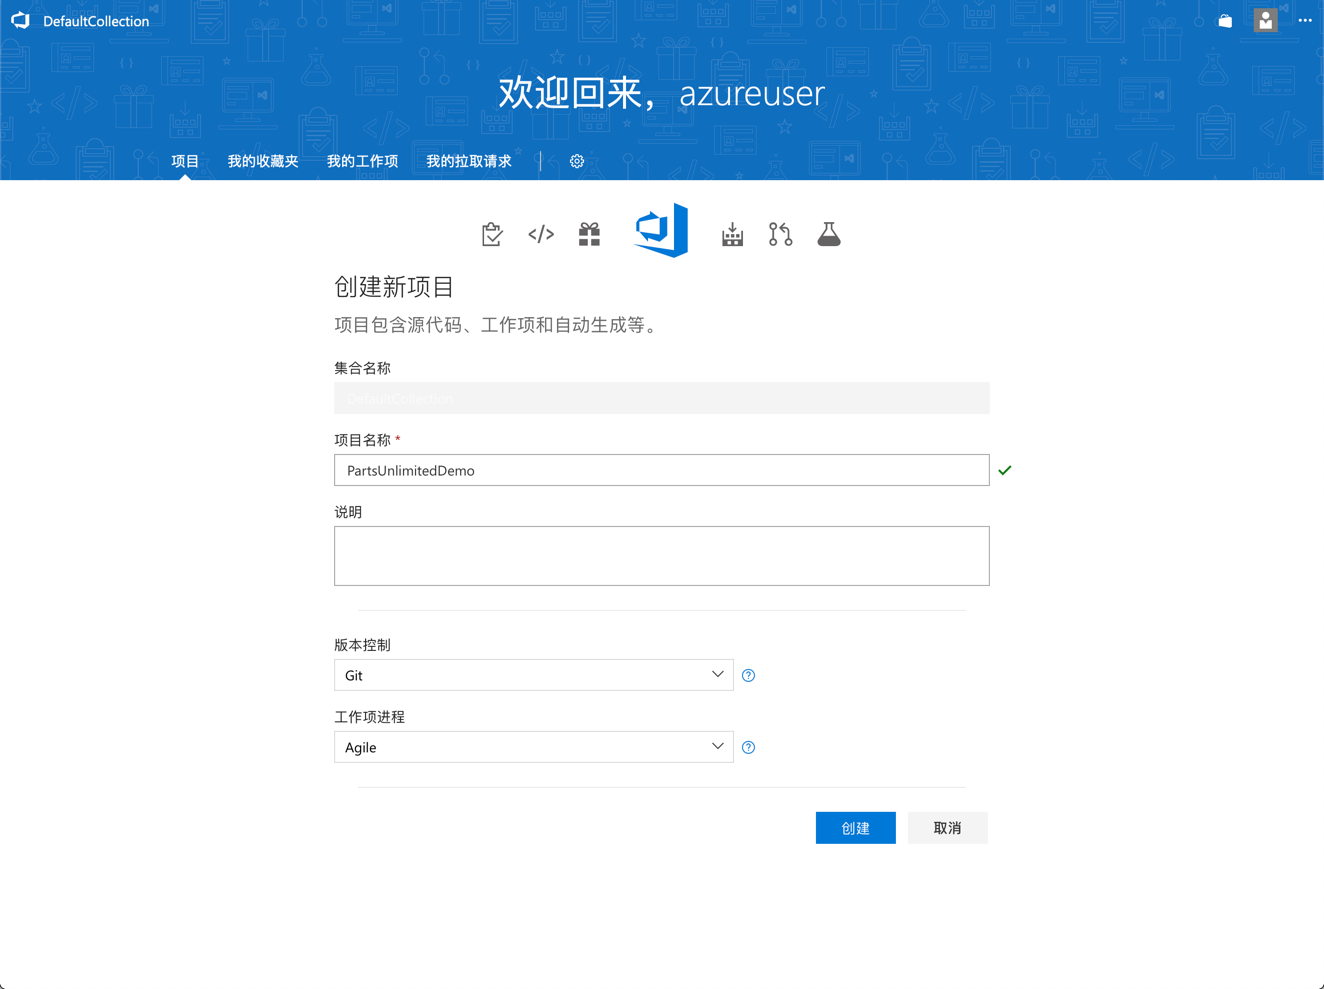 DefaultCollection
欢迎回来，azureuser
项目 我的收藏夹 我的工作项 我的拉取请求
创建新项目
项目包含源代码、工作项和自动生成等。
集合名称
DefaultCollection
项目名称 *
PartsUnlimitedDemo
说明
版本控制
Git
工作项进程
Agile
创建 取消